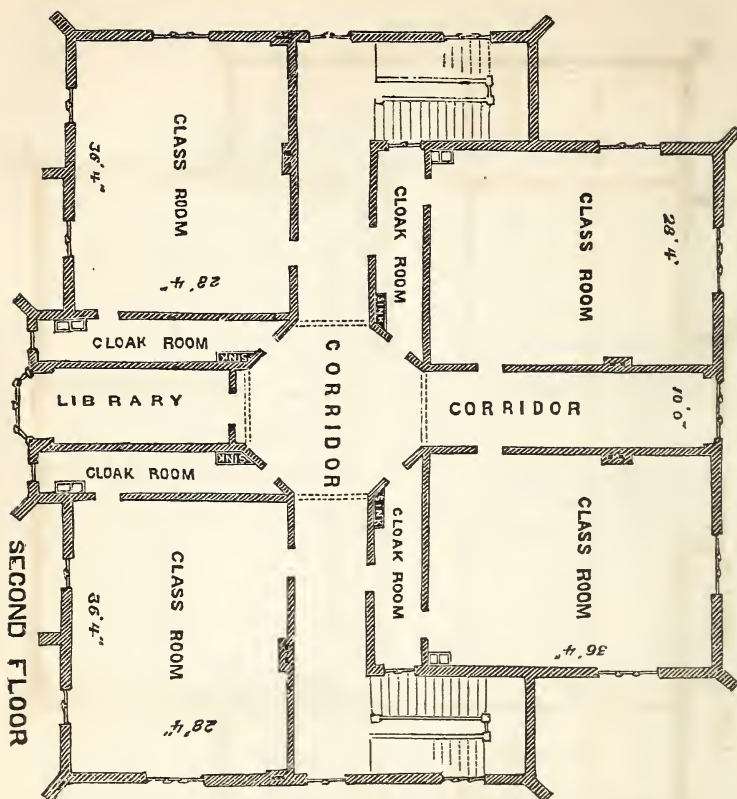 CLASS ROOM
36'4"
28'4"
CLOAK ROOM
SINK
CLASS ROOM
28'4'
CLOAK ROOM
SINK
LIBRARY
CORRIDOR
CORRIDOR
10'0"
CLOAK ROOM
SINK
CLASS ROOM
36'4"
28'4"
CLOAK ROOM
SINK
CLASS ROOM
36'4"
SECOND FLOOR